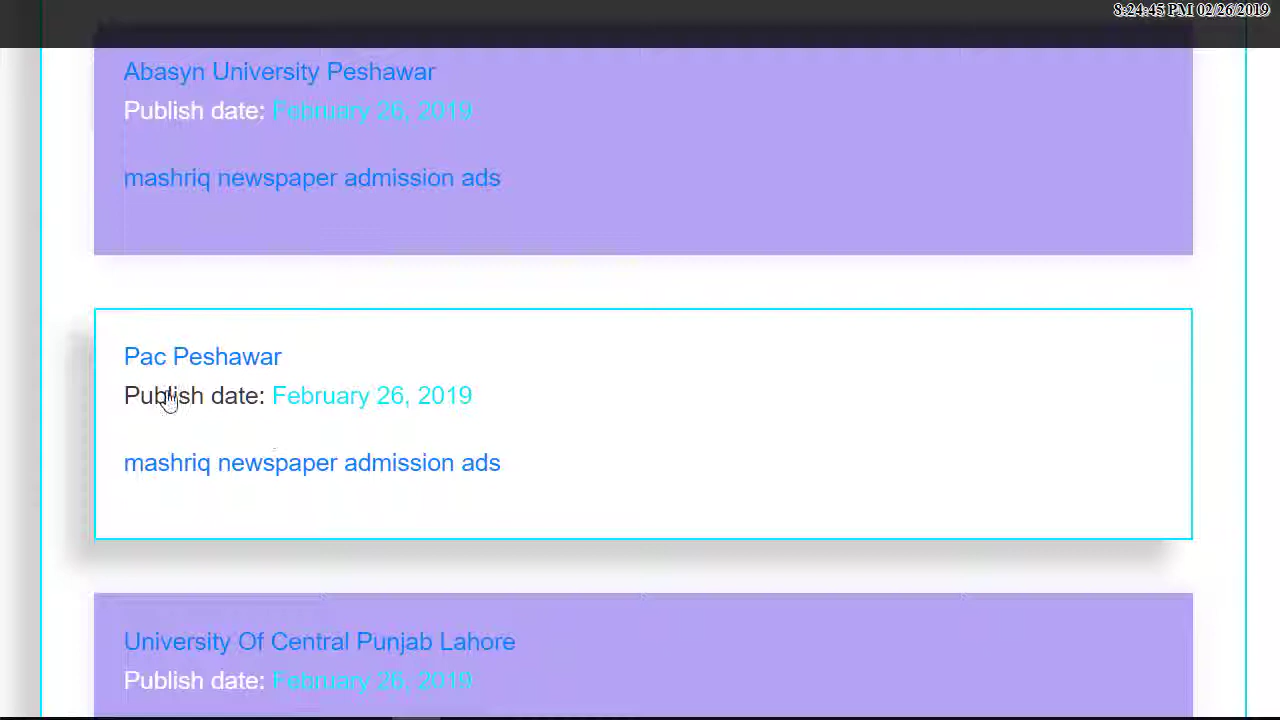 8:24:45 PM 02/26/2019
Abasyn University Peshawar
Publish date: February 26, 2019
mashriq newspaper admission ads
Pac Peshawar
Publish date: February 26, 2019
mashriq newspaper admission ads
University Of Central Punjab Lahore
Publish date: February 26, 2019